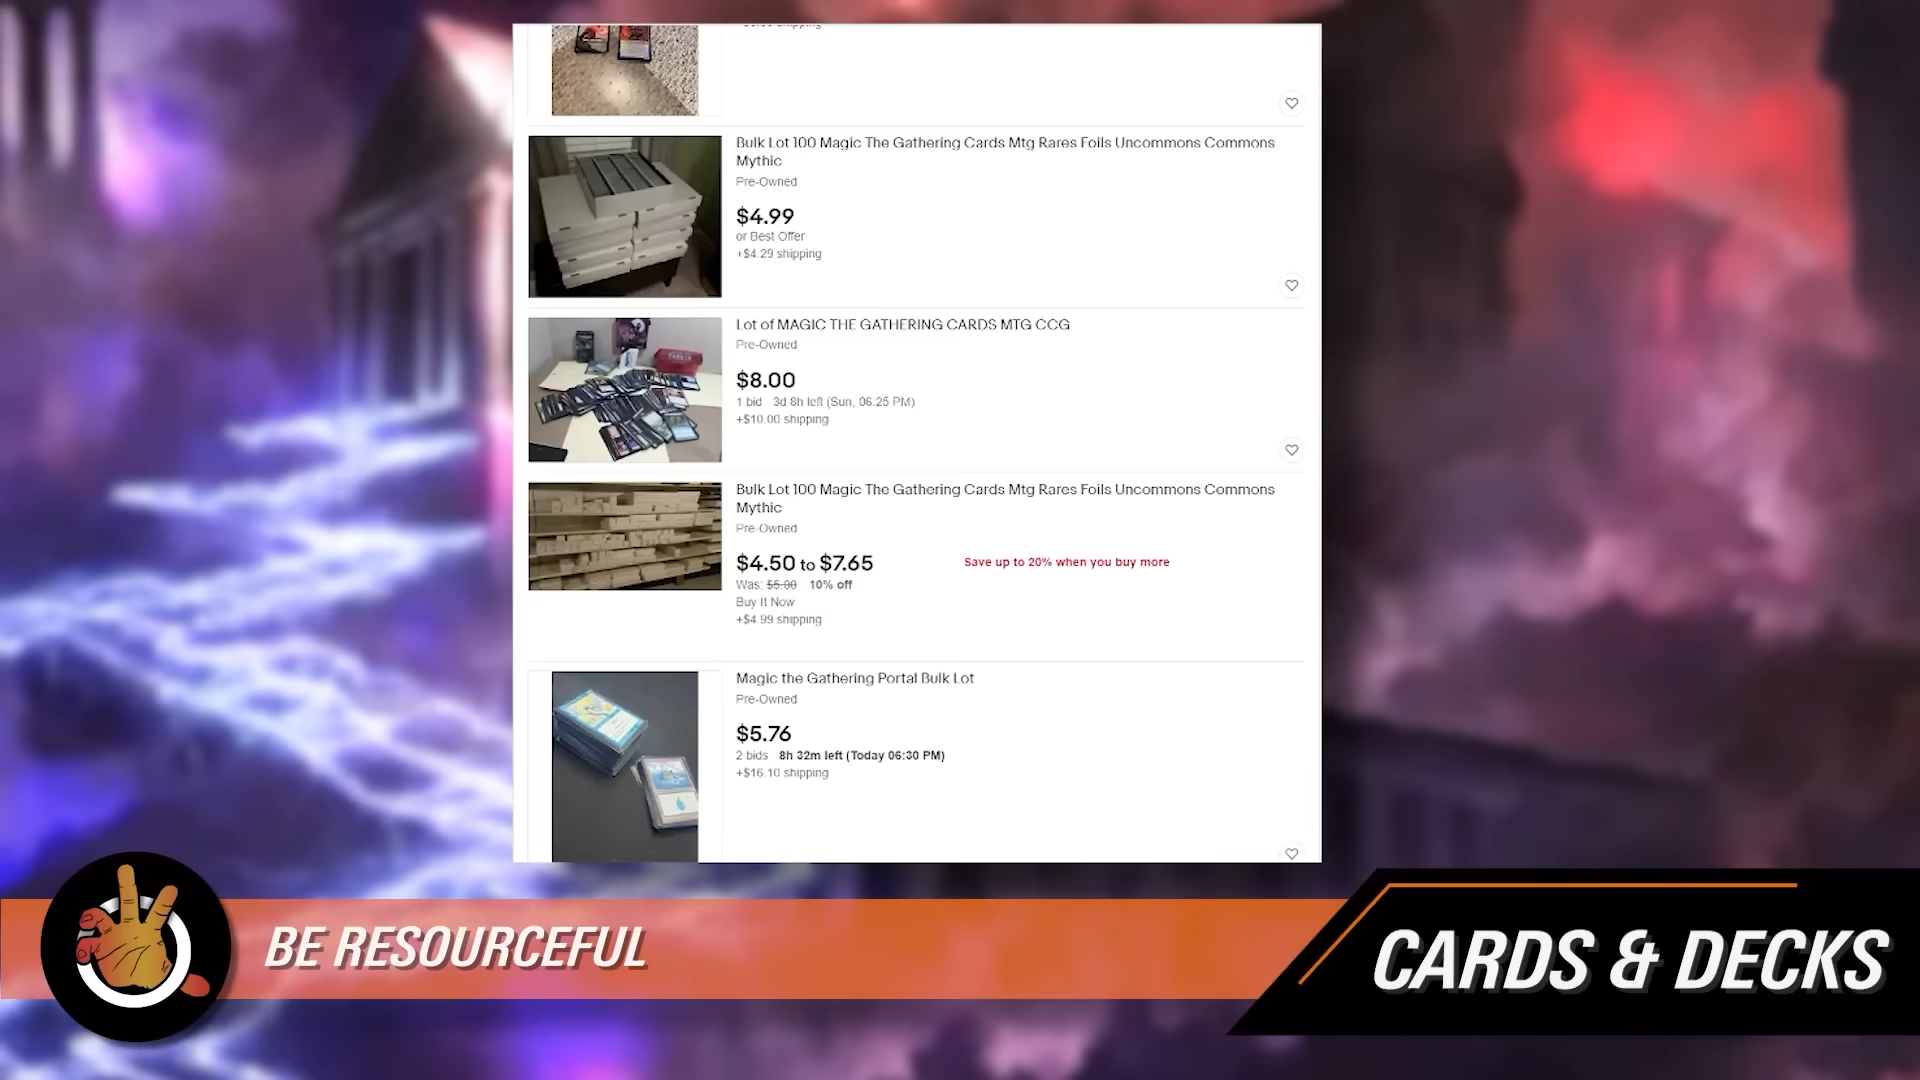 Bulk Lot 100 Magic The Gathering Cards Mtg Rares Foils Uncommons Commons
Mythic
Pre-Owned
$4.99
or Best Offer
+$4.29 shipping
Lot of MAGIC THE GATHERING CARDS MTG CCG
Pre-Owned
$8.00
1 bid 3d 8h left (Sun, 06:25 PM)
+$10.00 shipping
Bulk Lot 100 Magic The Gathering Cards Mtg Rares Foils Uncommons Commons
Mythic
Pre-Owned
$4.50 to $7.65
Save up to 20% when you buy more
Was: $5.00 10% off
Buy It Now
+$4.99 shipping
Magic the Gathering Portal Bulk Lot
Pre-Owned
$5.76
2 bids 8h 32m left (Today 06:30 PM)
+$16.10 shipping
BE RESOURCEFUL
CARDS & DECKS